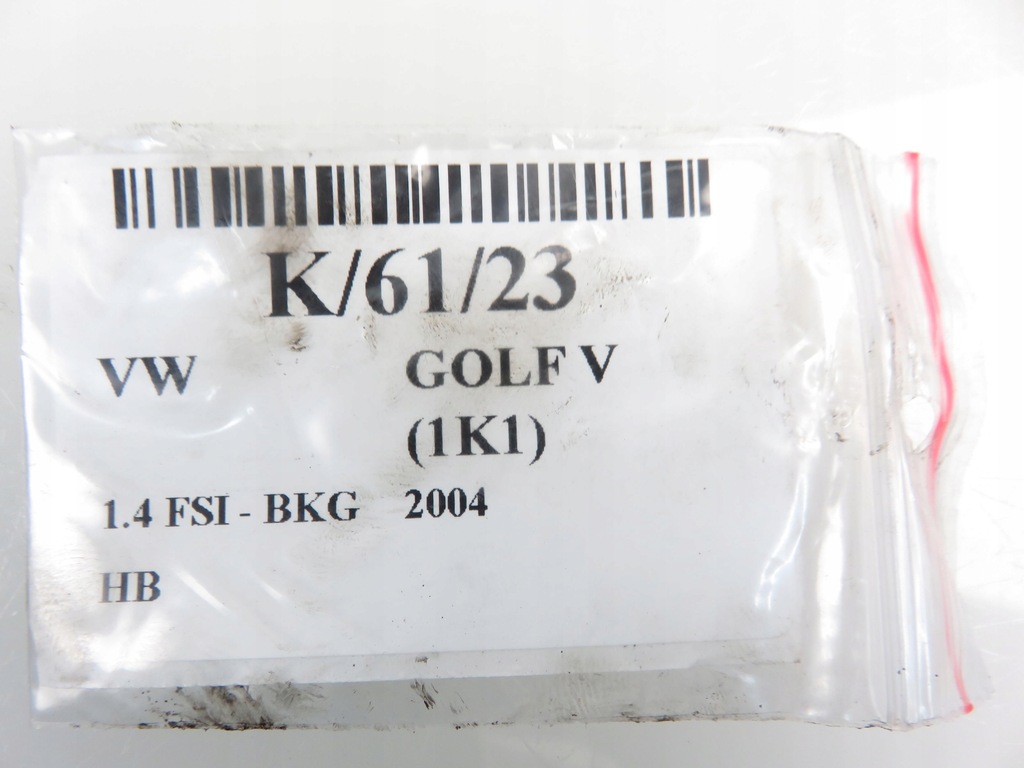 K/61/23
VW GOLF V
(1K1)
1.4 FSI - BKG 2004
HB